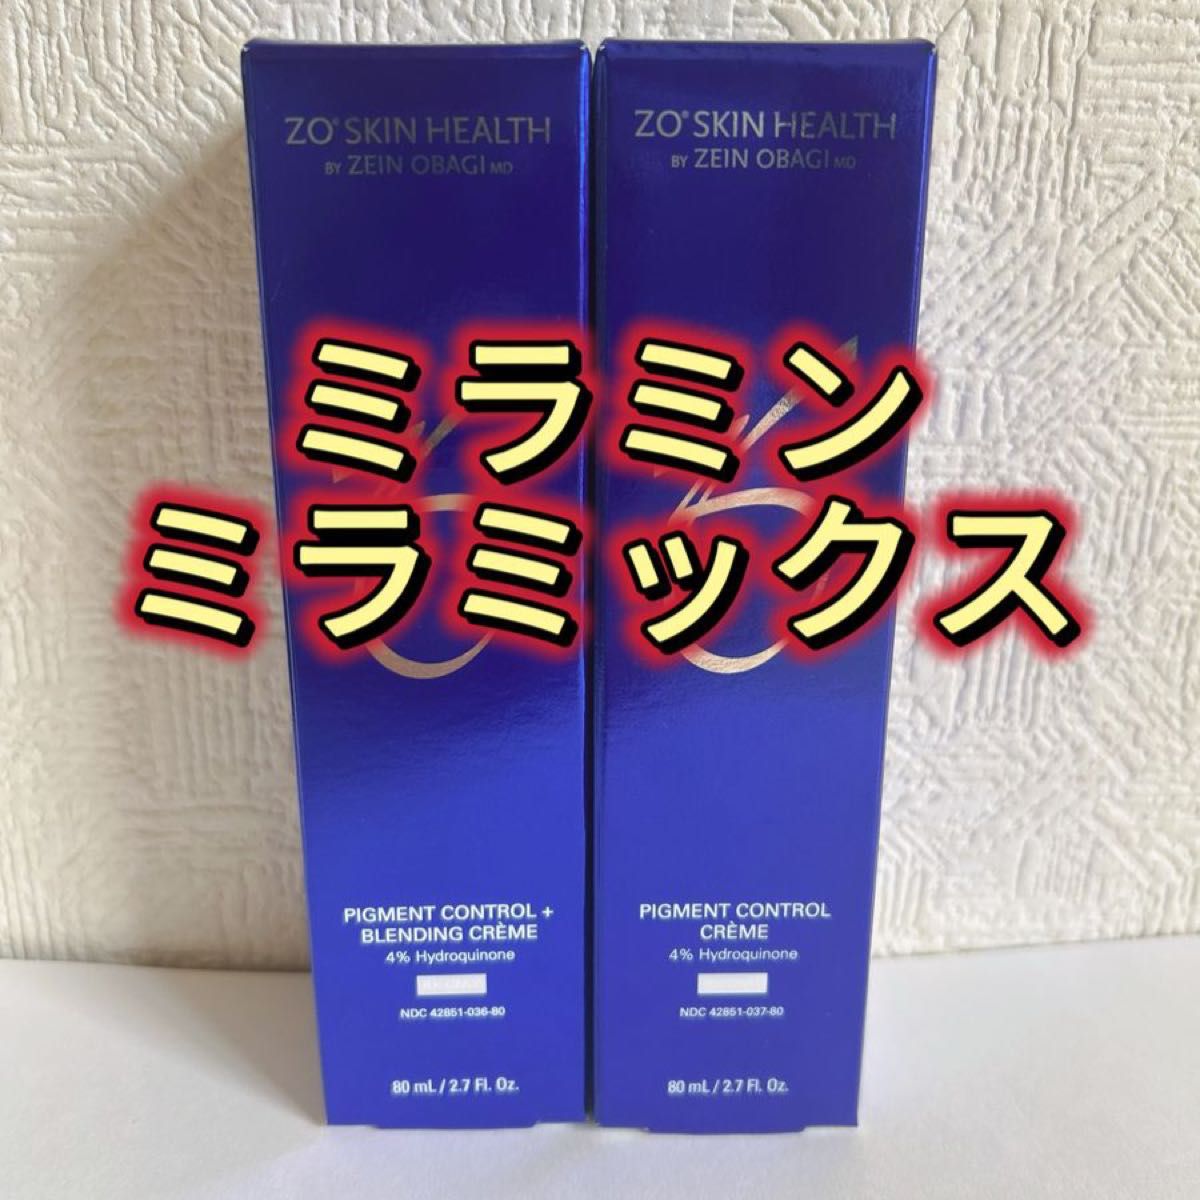 ZO® SKIN HEALTH
BY ZEIN OBAGI MD
ZO® SKIN HEALTH
BY ZEIN OBAGI MD
ミラミン
ミラミックス
PIGMENT CONTROL +
BLENDING CRÈME
4% Hydroquinone
NDC 42851-036-80
80 mL / 2.7 Fl. Oz.
PIGMENT CONTROL
CRÈME
4% Hydroquinone
NDC 42851-037-80
80 mL / 2.7 Fl. Oz.